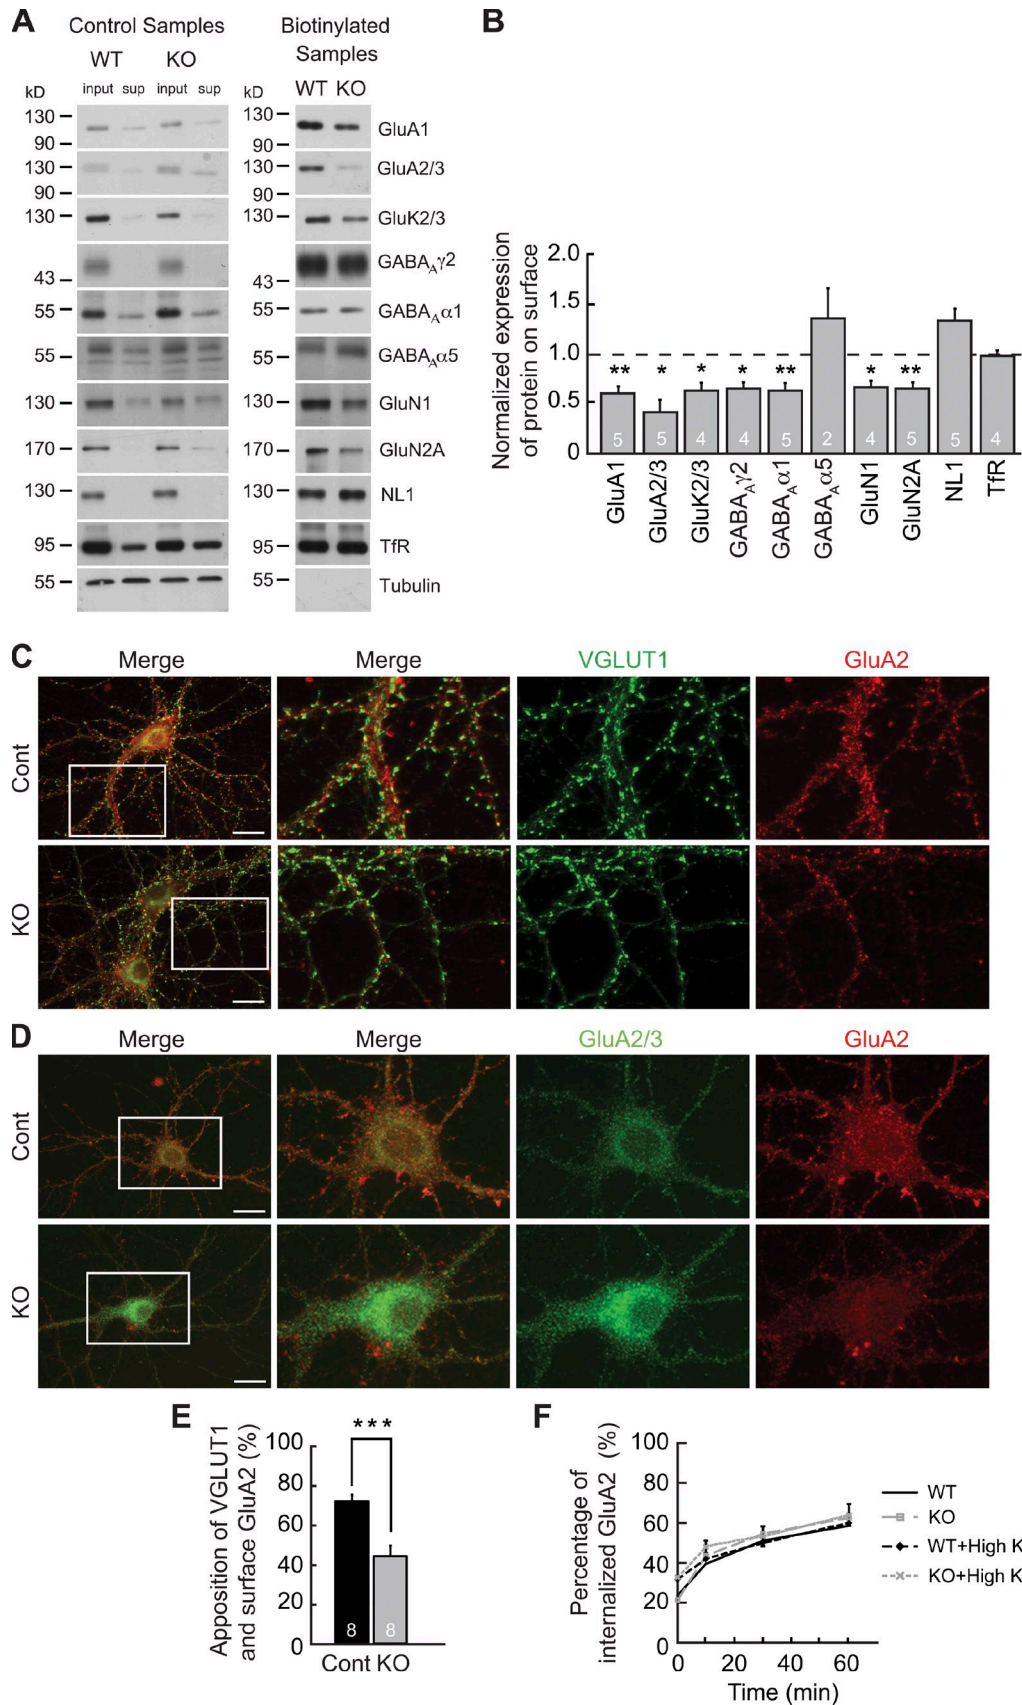 A
Control Samples
Biotinylated
Samples
WT KO
WT KO
kD
input sup input sup
kD
130
90
130
90
GluA1
130
90
130
90
GluA2/3
130
130
GluK2/3
43
43
GABAAγ2
55
55
GABAAα1
55
55
GABAAα5
130
130
GluN1
170
170
GluN2A
130
130
NL1
95
95
TfR
55
55
Tubulin
B
Normalized expression
of protein on surface
2.0
1.5
1.0
0.5
0
** * * * ** * **
5 5 4 4 5 2 4 5 5 4
GluA1
GluA2/3
GluK2/3
GABAAγ2
GABAAα1
GABAAα5
GluN1
GluN2A
NL1
TfR
C
Merge Merge VGLUT1 GluA2
Cont
KO
D
Merge Merge GluA2/3 GluA2
Cont
KO
E
Apposition of VGLUT1
and surface GluA2 (%)
100
80
60
40
20
0
***
8 8
Cont KO
F
Percentage of
internalized GluA2 (%)
100
80
60
40
20
0
0 20 40 60
Time (min)
WT
KO
WT+High K
KO+High K